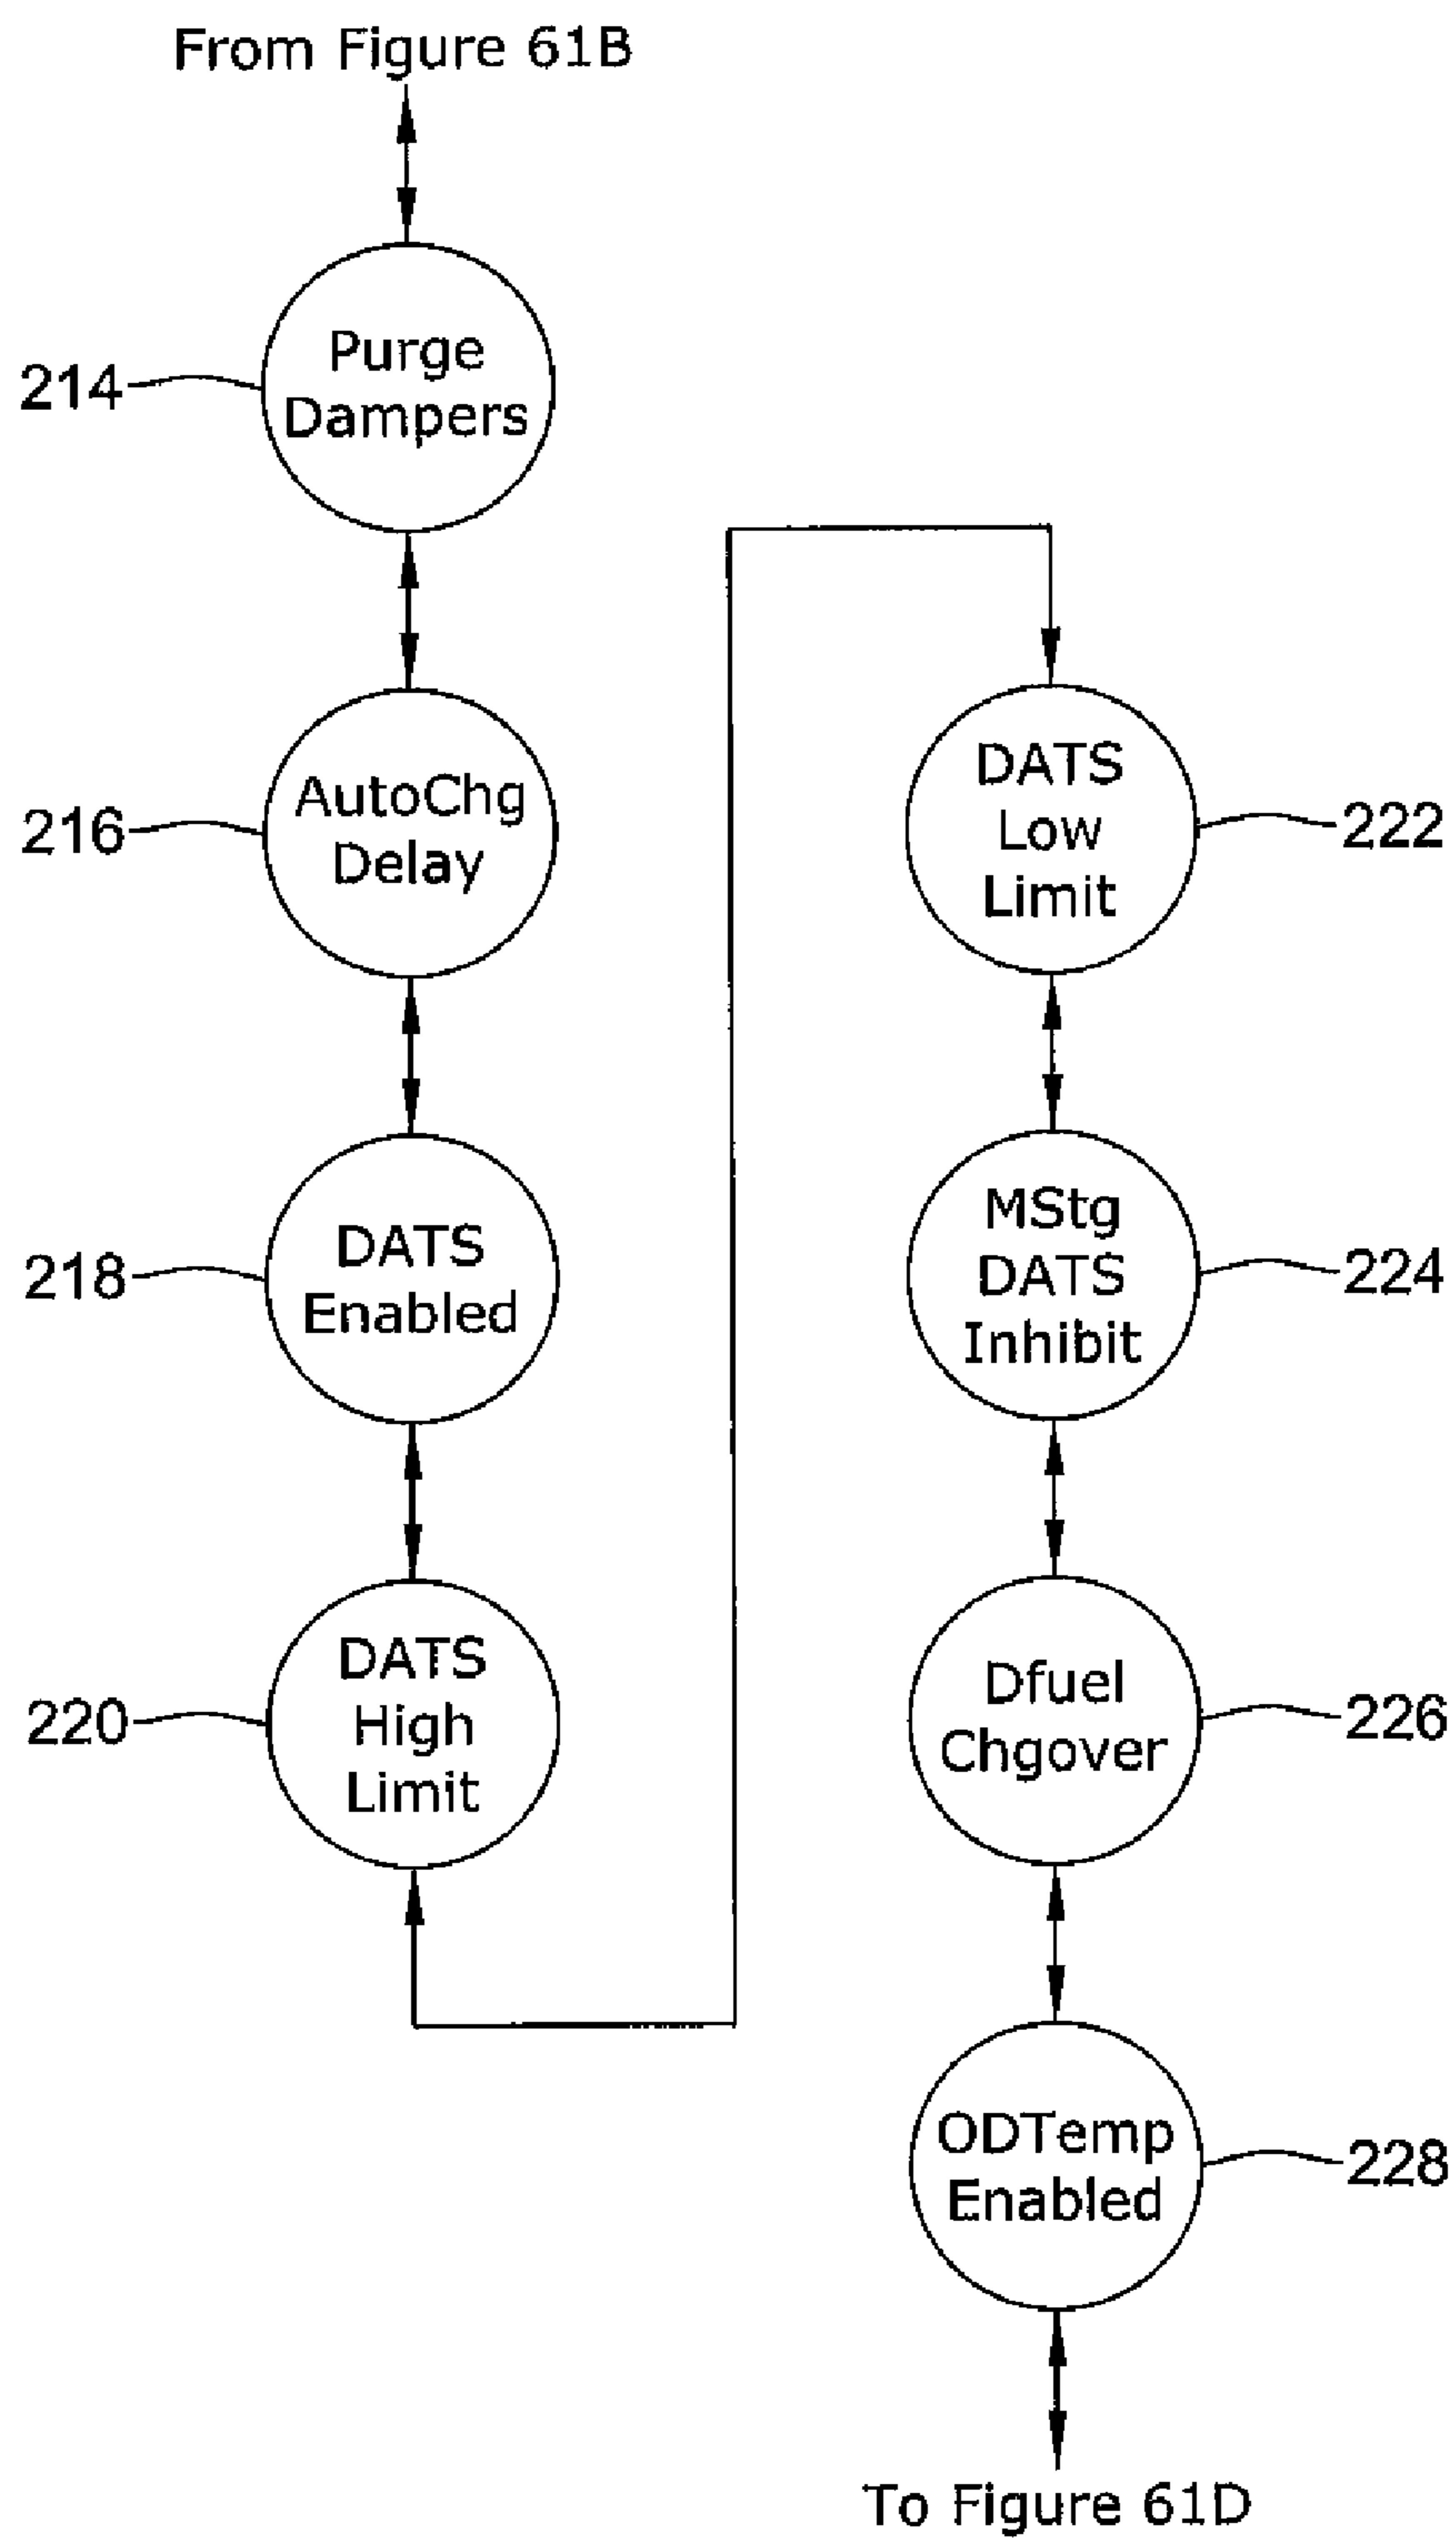 From Figure 61B
214
Purge
Dampers
216
AutoChg
Delay
218
DATS
Enabled
220
DATS
High
Limit
DATS
Low
Limit
222
MStg
DATS
Inhibit
224
Dfuel
Chgover
226
ODTemp
Enabled
228
To Figure 61D